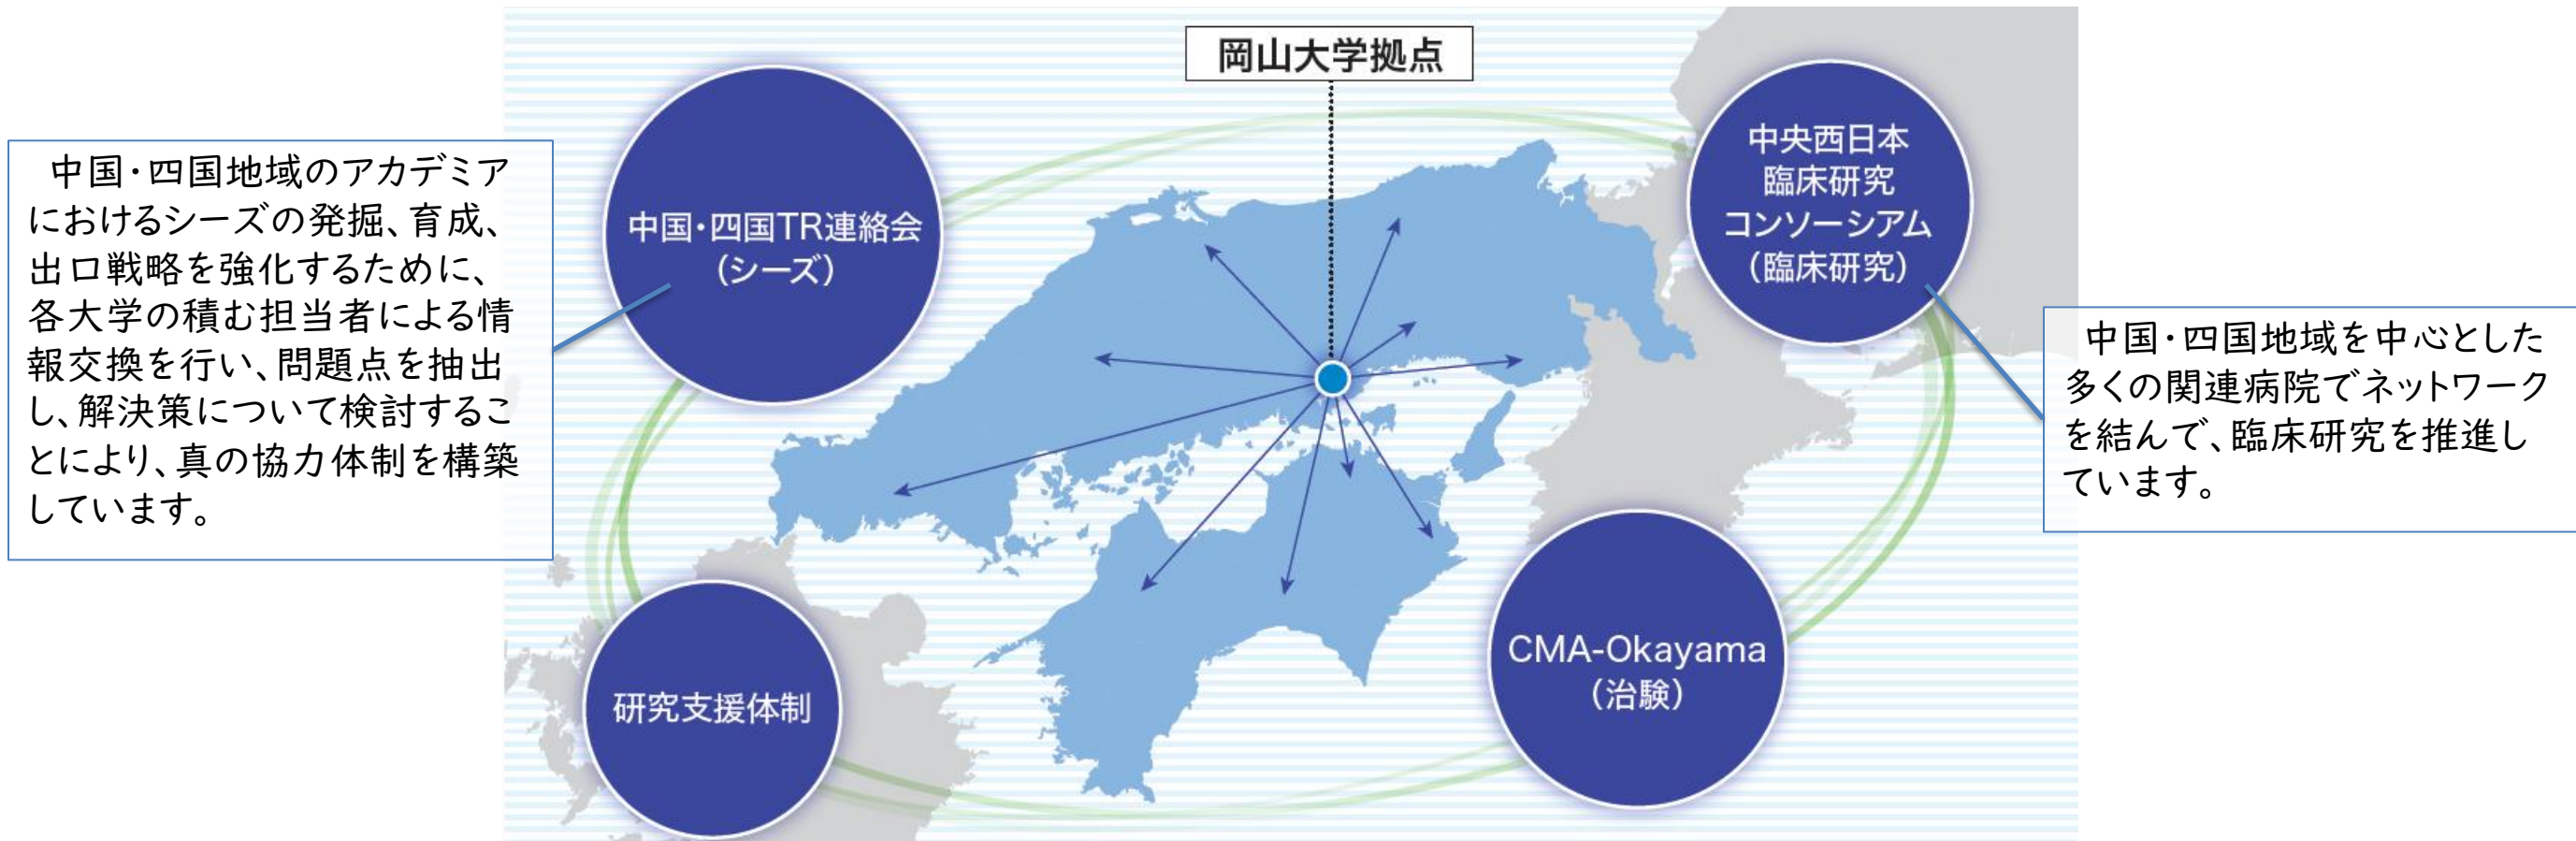 岡山大学拠点
中国・四国地域のアカデミア
におけるシーズの発掘、育成、
出口戦略を強化するために、
各大学の積む担当者による情
報交換を行い、問題点を抽出
し、解決策について検討するこ
とにより、真の協力体制を構築
しています。
中国・四国TR連絡会
(シーズ)
中央西日本
臨床研究
コンソーシアム
(臨床研究)
中国・四国地域を中心とした
多くの関連病院でネットワーク
を結んで、臨床研究を推進し
ています。
研究支援体制
CMA-Okayama
(治験)